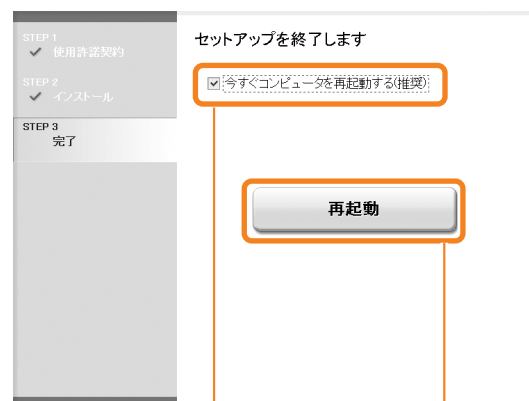 STEP 1
使用許諾契約
STEP 2
インストール
STEP 3
完了
セットアップを終了します
今すぐコンピュータを再起動する(推奨)
再起動